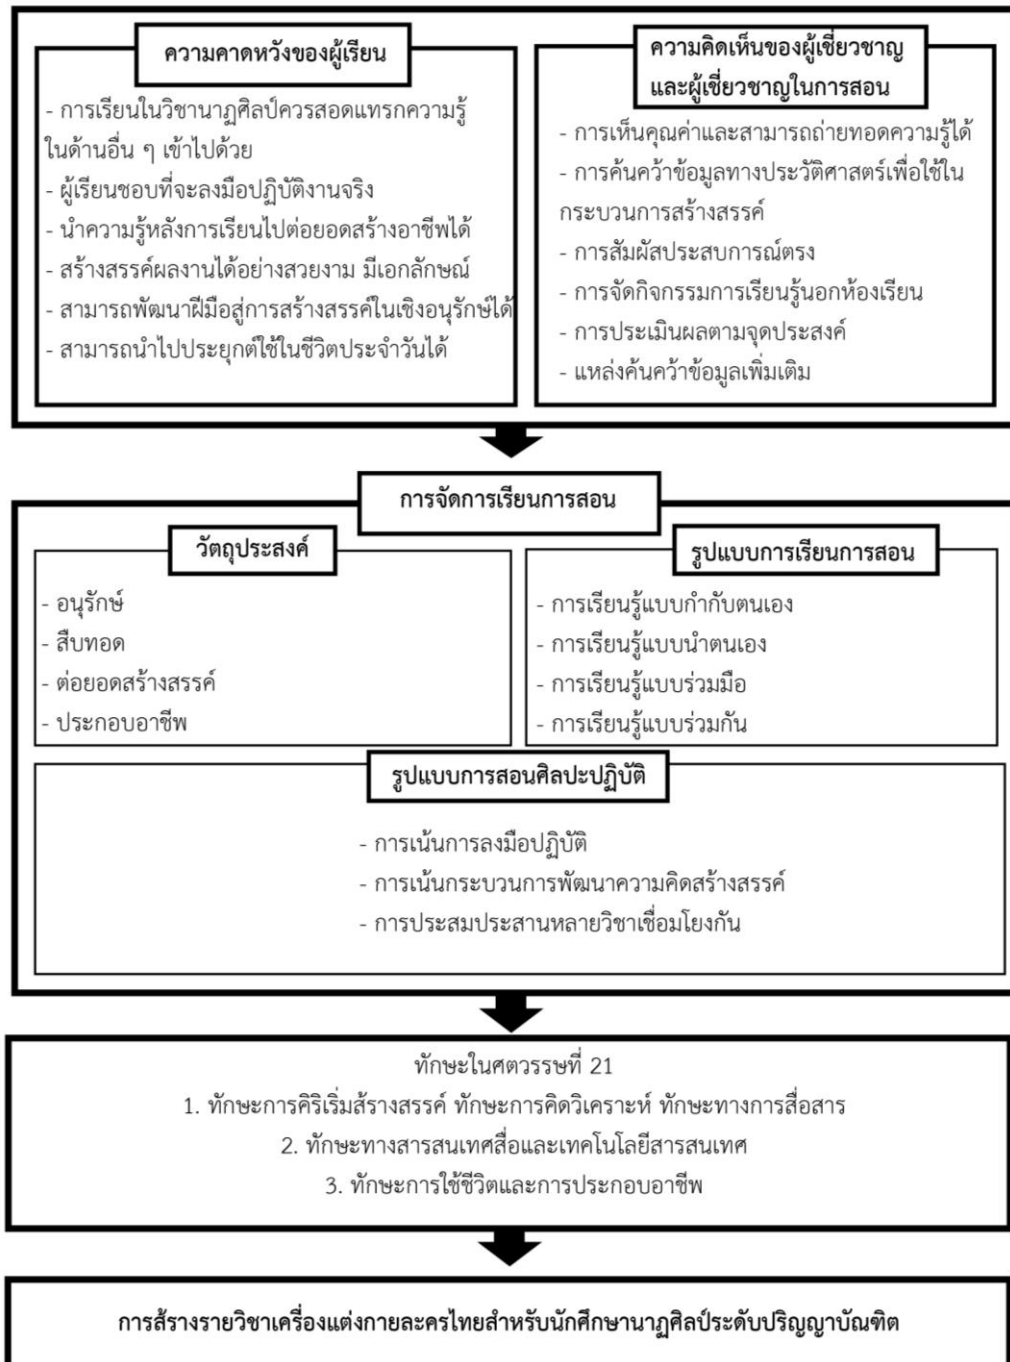 ความคาดหวังของผู้เรียน
- การเรียนในวิชานาฏศิลป์ควรสอดแทรกความรู้
ในด้านอื่น ๆ เข้าไปด้วย
- ผู้เรียนชอบที่จะลงมือปฏิบัติงานจริง
- นำความรู้หลังการเรียนไปต่อยอดสร้างอาชีพได้
- สร้างสรรค์ผลงานได้อย่างสวยงาม มีเอกลักษณ์
- สามารถพัฒนาฝีมือสู่การสร้างสรรค์ในเชิงอนุรักษ์ได้
- สามารถนำไปประยุกต์ใช้ในชีวิตประจำวันได้
ความคิดเห็นของผู้เชี่ยวชาญ
และผู้เชี่ยวชาญในการสอน
- การเห็นคุณค่าและสามารถถ่ายทอดความรู้ได้
- การค้นคว้าข้อมูลทางประวัติศาสตร์เพื่อใช้ใน
กระบวนการสร้างสรรค์
- การสัมผัสประสบการณ์ตรง
- การจัดกิจกรรมการเรียนรู้นอกห้องเรียน
- การประเมินผลตามจุดประสงค์
- แหล่งค้นคว้าข้อมูลเพิ่มเติม
การจัดการเรียนการสอน
วัตถุประสงค์
- อนุรักษ์
- สืบทอด
- ต่อยอดสร้างสรรค์
- ประกอบอาชีพ
รูปแบบการเรียนการสอน
- การเรียนรู้แบบกำกับตนเอง
- การเรียนรู้แบบนำตนเอง
- การเรียนรู้แบบร่วมมือ
- การเรียนรู้แบบร่วมกัน
รูปแบบการสอนศิลปะปฏิบัติ
- การเน้นการลงมือปฏิบัติ
- การเน้นกระบวนการพัฒนาความคิดสร้างสรรค์
- การประสมประสานหลายวิชาเชื่อมโยงกัน
ทักษะในศตวรรษที่ 21
1. ทักษะการคิริเริ่มส้รางสรรค์ ทักษะการคิดวิเคราะห์ ทักษะทางการสื่อสาร
2. ทักษะทางสารสนเทศสื่อและเทคโนโลยีสารสนเทศ
3. ทักษะการใช้ชีวิตและการประกอบอาชีพ
การส้รางรายวิชาเครื่องแต่งกายละครไทยสำหรับนักศึกษานาฏศิลป์ระดับปริญญาบัณฑิต